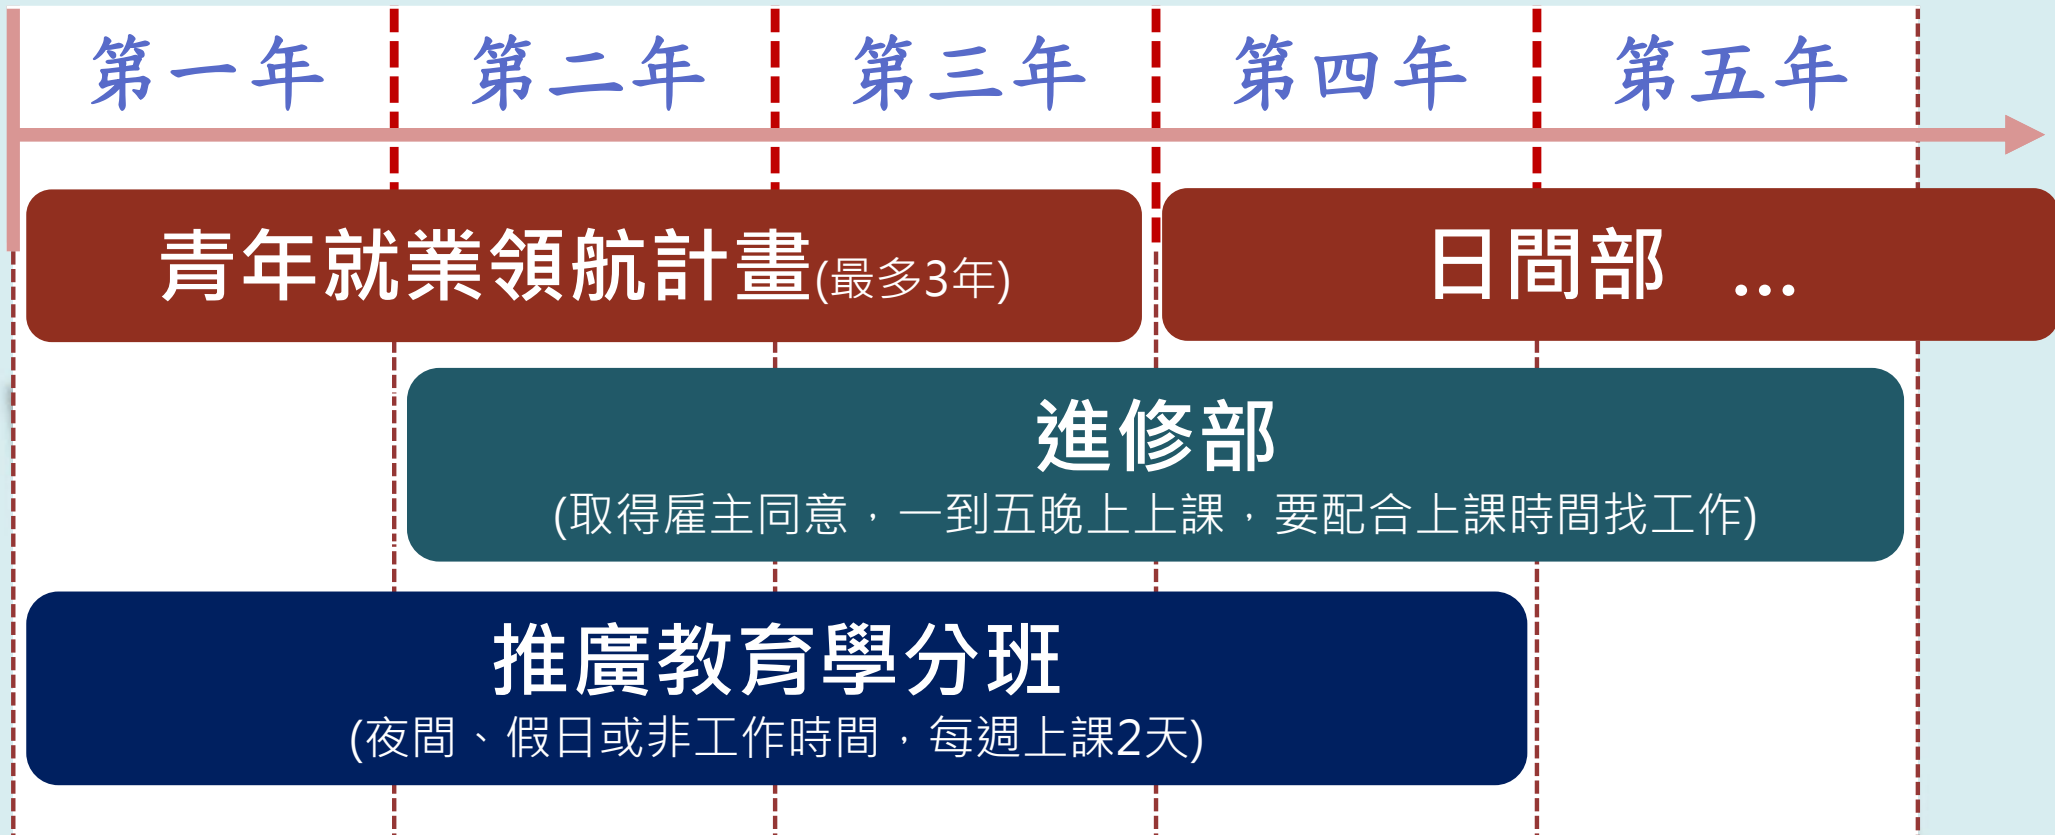 第一年 第二年 第三年 第四年 第五年
青年就業領航計畫(最多3年)
日間部 ...
進修部
(取得雇主同意，一到五晚上上課，要配合上課時間找工作)
推廣教育學分班
(夜間、假日或非工作時間，每週上課2天)